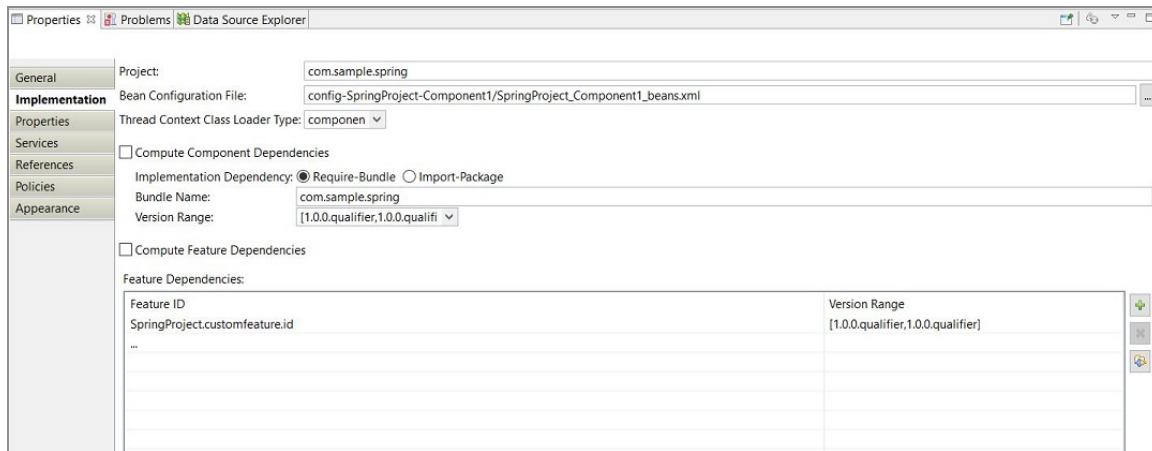 Properties Problems Data Source Explorer
General
Implementation
Properties
Services
References
Policies
Appearance
Project: com.sample.spring
Bean Configuration File: config-SpringProject-Component1/SpringProject_Component1_beans.xml ...
Thread Context Class Loader Type: componen
Compute Component Dependencies
Implementation Dependency: Require-Bundle Import-Package
Bundle Name: com.sample.spring
Version Range: [1.0.0.qualifier,1.0.0.qualifi
Compute Feature Dependencies
Feature Dependencies:
Feature ID Version Range
SpringProject.customfeature.id [1.0.0.qualifier,1.0.0.qualifier]
...